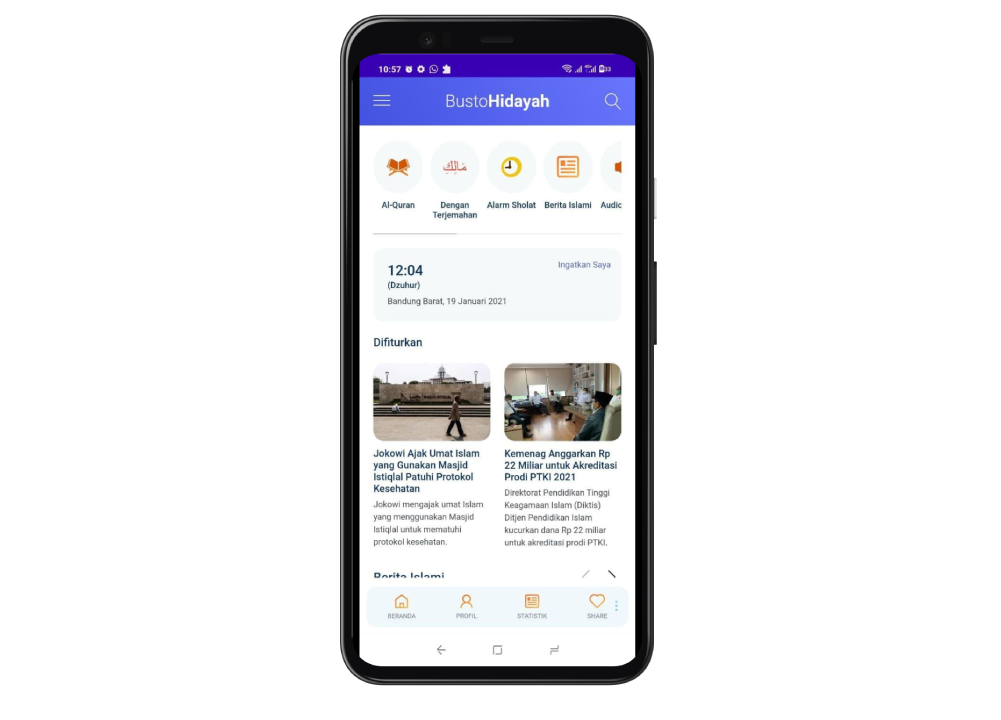 10:57
33
BustoHidayah
مَالِكِ
Al-Quran
Dengan
Terjemahan
Alarm Sholat
Berita Islami
Audio
12:04
Ingatkan Saya
(Dzuhur)
Bandung Barat, 19 Januari 2021
Difiturkan
Jokowi Ajak Umat Islam
yang Gunakan Masjid
Istiqlal Patuhi Protokol
Kesehatan
Jokowi mengajak umat Islam
yang menggunakan Masjid
Istiqlal untuk mematuhi
protokol kesehatan.
Kemenag Anggarkan Rp
22 Miliar untuk Akreditasi
Prodi PTKI 2021
Direktorat Pendidikan Tinggi
Keagamaan Islam (Diktis)
Ditjen Pendidikan Islam
kucurkan dana Rp 22 miliar
untuk akreditasi prodi PTKI.
Berita Islami
BERANDA
PROFIL
STATISTIK
SHARE